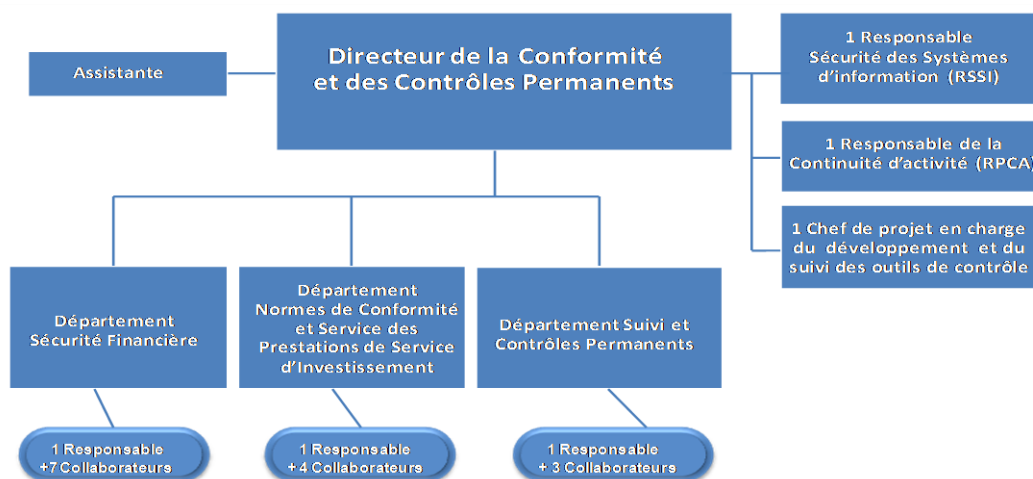 Directeur de la Conformité
et des Contrôles Permanents
Assistante
1 Responsable
Sécurité des Systèmes
d'information (RSSI)
1 Responsable de la
Continuité d'activité (RPCA)
1 Chef de projet en charge
du développement et du
suivi des outils de contrôle
Département
Sécurité Financière
Département
Normes de Conformité
et Service des
Prestations de Service
d'Investissement
Département Suivi et
Contrôles Permanents
1 Responsable
+7 Collaborateurs
1 Responsable
+4 Collaborateurs
1 Responsable
+ 3 Collaborateurs